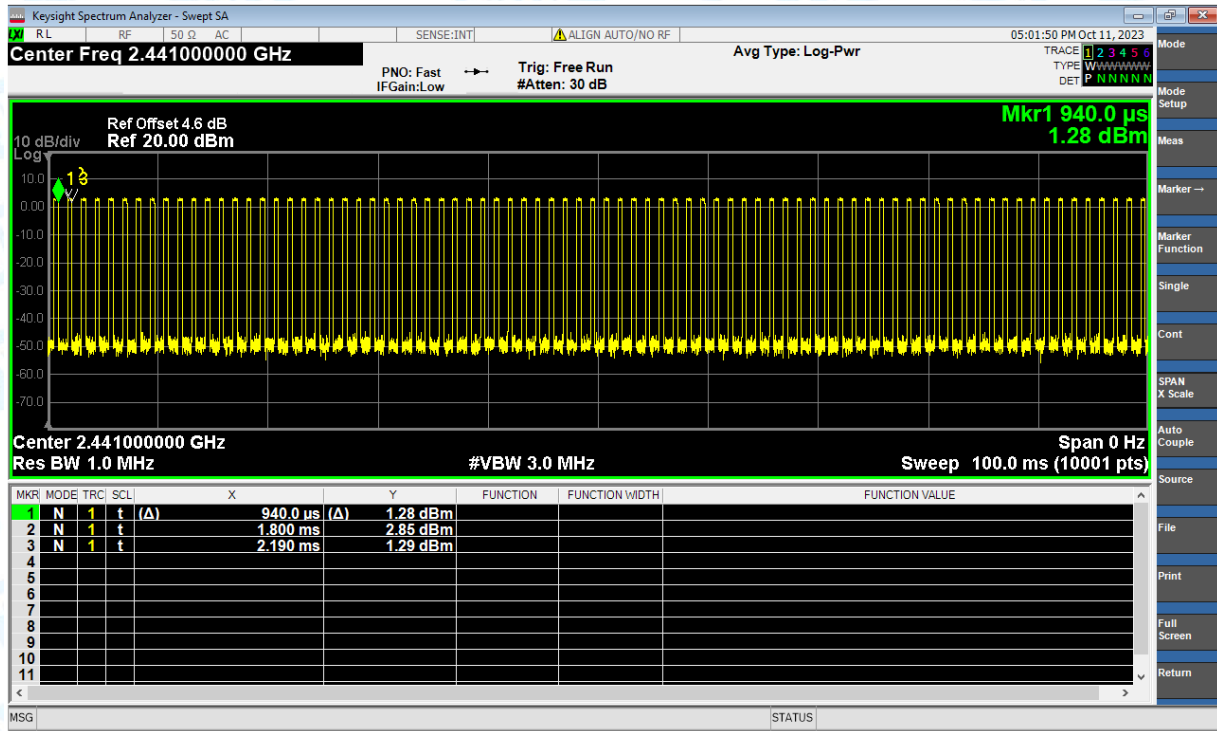 Keysight Spectrum Analyzer - Swept SA
LXI RL RF 50 Ω AC SENSE:INT ALIGN AUTO/NO RF 05:01:50 PM Oct 11, 2023
Center Freq 2.441000000 GHz
PNO: Fast
IFGain:Low
Trig: Free Run
#Atten: 30 dB
Avg Type: Log-Pwr
TRACE 1 2 3 4 5 6
TYPE WWWWWW
DET P N N N N N
Mkr1 940.0 µs
1.28 dBm
Ref Offset 4.6 dB
10 dB/div Ref 20.00 dBm
Log
1 3
10.0
0.00
-10.0
-20.0
-30.0
-40.0
-50.0
-60.0
-70.0
Center 2.441000000 GHz Span 0 Hz
Res BW 1.0 MHz #VBW 3.0 MHz Sweep 100.0 ms (10001 pts)
MKR MODE TRC SCL X Y FUNCTION FUNCTION WIDTH FUNCTION VALUE
1 N 1 t (Δ) 940.0 µs (Δ) 1.28 dBm
2 N 1 t 1.800 ms 2.85 dBm
3 N 1 t 2.190 ms 1.29 dBm
4
5
6
7
8
9
10
11
MSG STATUS
Mode
Mode
Setup
Meas
Marker →
Marker
Function
Single
Cont
SPAN
X Scale
Auto
Couple
Source
File
Print
Full
Screen
Return